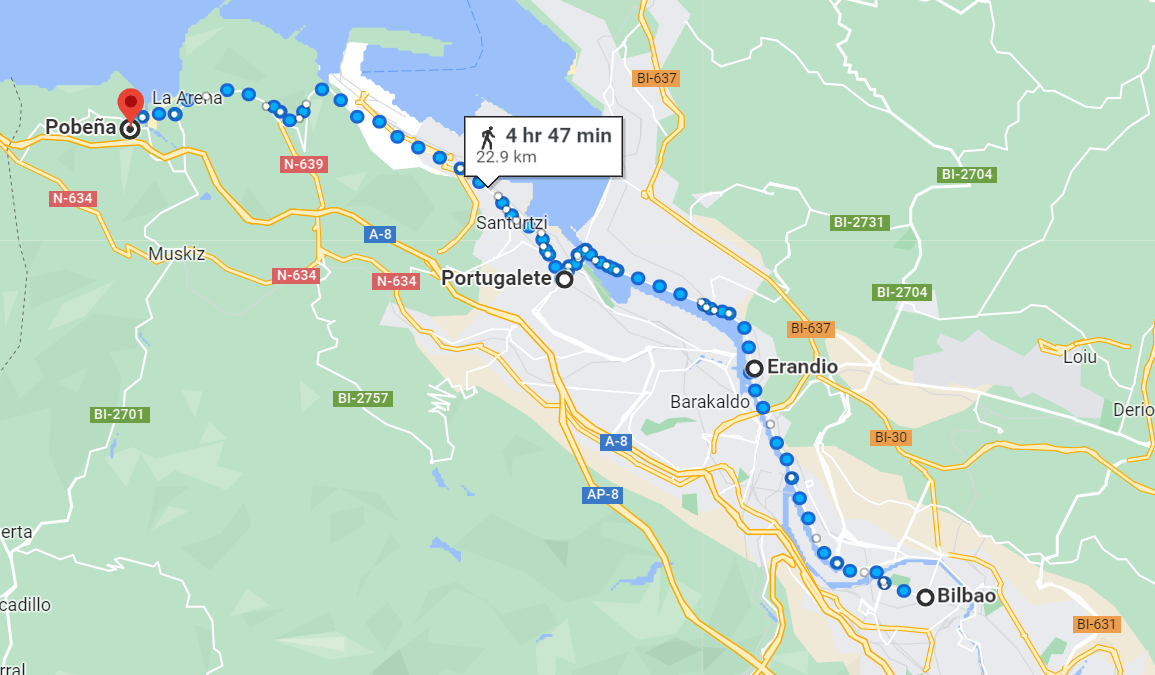 BI-637
La Arena
Pobeña
4 hr 47 min
22.9 km
N-639
BI-2704
N-634
Santurtzi
BI-2731
A-8
Muskiz
N-634
N-634
Portugalete
BI-2704
BI-637
Loiu
Erandio
BI-2757
Barakaldo
BI-2701
Derio
A-8
BI-30
AP-8
erta
Bilbao
cadillo
BI-631
rral